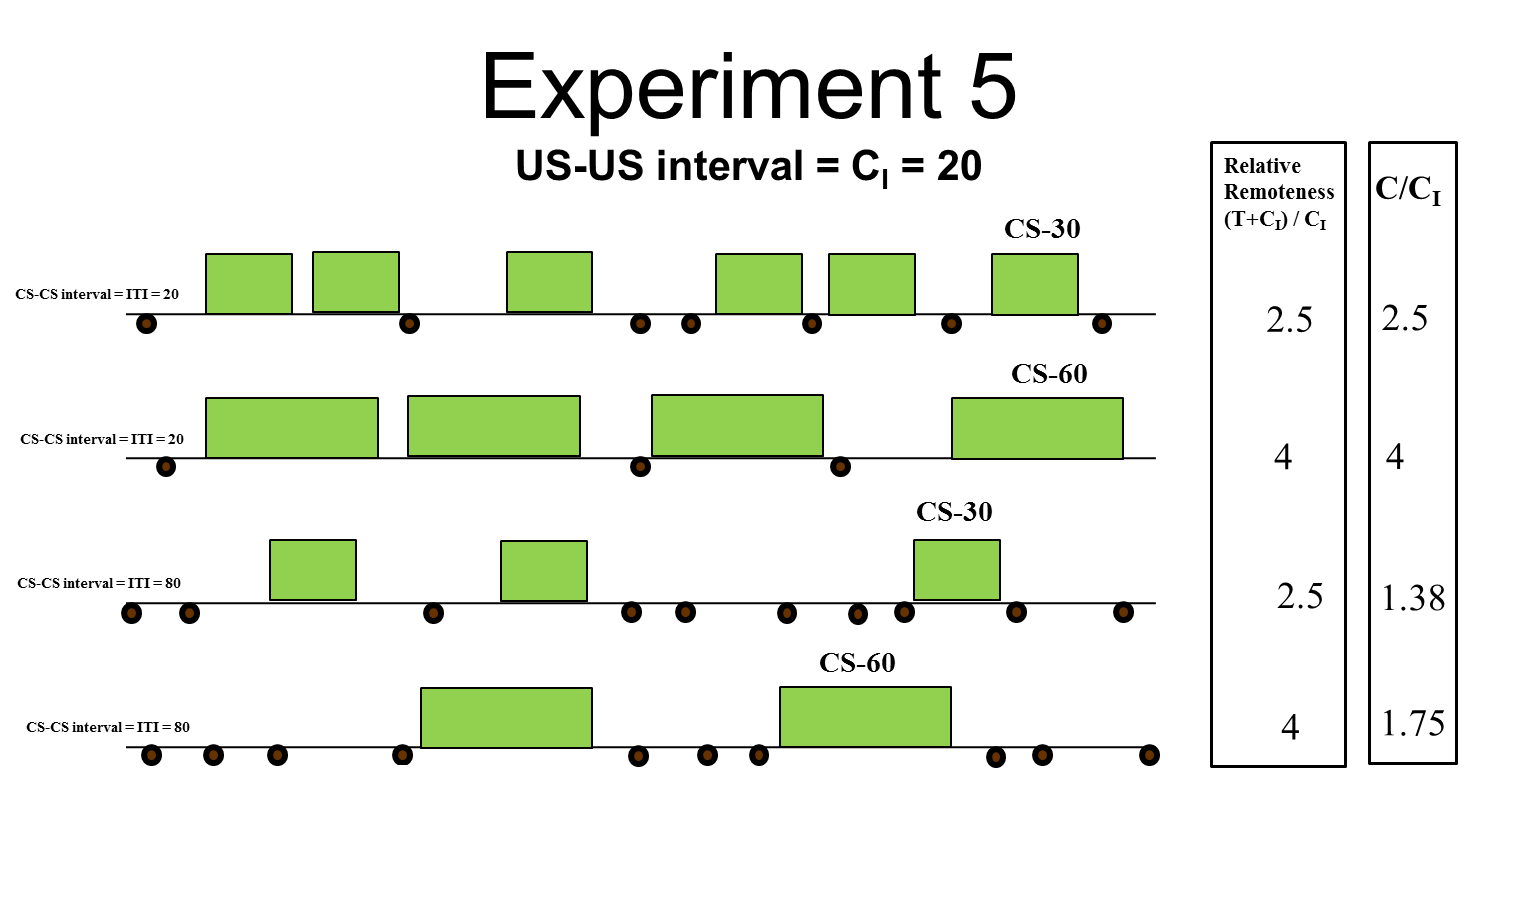 Experiment 5
US-US interval = CI = 20
Relative
Remoteness
(T+CI) / CI
C/CI
CS-30
CS-CS interval = ITI = 20
2.5
2.5
CS-60
CS-CS interval = ITI = 20
4
4
CS-30
CS-CS interval = ITI = 80
2.5
1.38
CS-60
CS-CS interval = ITI = 80
4
1.75